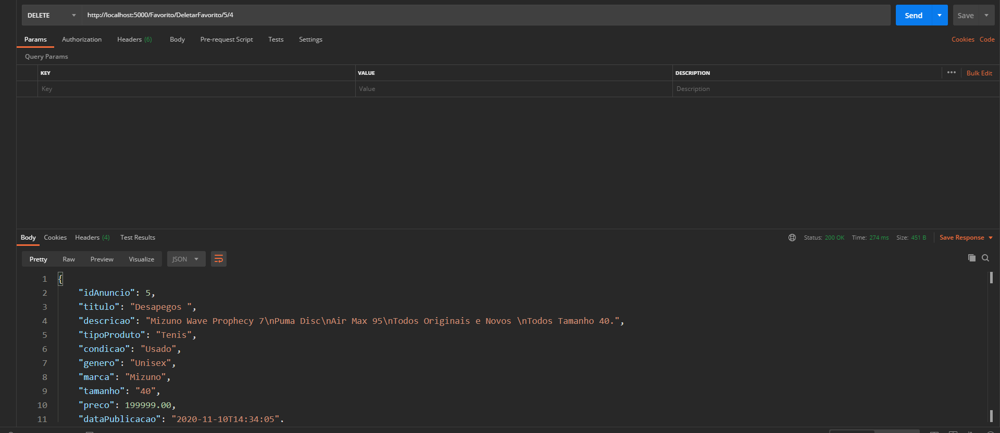 DELETE http://localhost:5000/Favorito/DeletarFavorito/5/4 Send Save
Params Authorization Headers (6) Body Pre-request Script Tests Settings Cookies Code
Query Params
KEY VALUE DESCRIPTION ••• Bulk Edit
Key Value Description
Body Cookies Headers (4) Test Results Status: 200 OK Time: 274 ms Size: 451 B Save Response
Pretty Raw Preview Visualize JSON
1 {
2 "idAnuncio": 5,
3 "titulo": "Desapegos ",
4 "descricao": "Mizuno Wave Prophecy 7\nPuma Disc\nAir Max 95\nTodos Originais e Novos \nTodos Tamanho 40.",
5 "tipoProduto": "Tenis",
6 "condicao": "Usado",
7 "genero": "Unisex",
8 "marca": "Mizuno",
9 "tamanho": "40",
10 "preco": 199999.00,
11 "dataPublicacao": "2020-11-10T14:34:05",